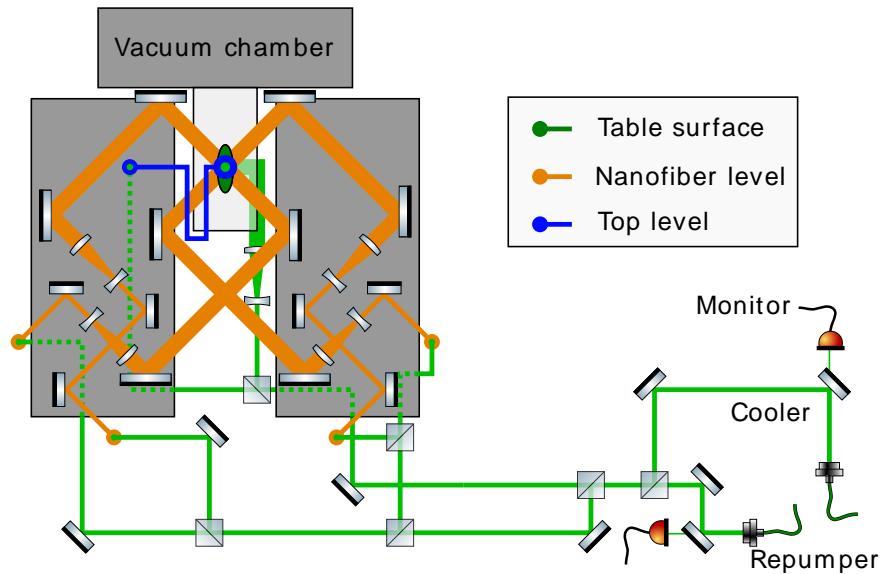 Vacuum chamber
Table surface
Nanofiber level
Top level
Monitor
Cooler
Repumper